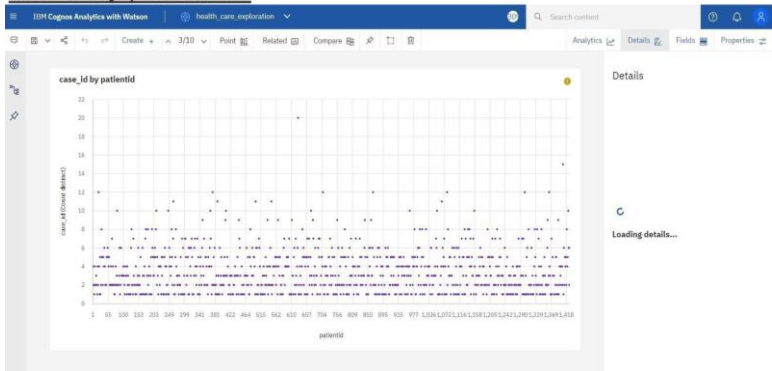 IBM Cognos Analytics with Watson
health_care_exploration
Search content
Create
3/10
Point
Related
Compare
Analytics
Details
Fields
Properties
case_id by patientid
Details
22
20
18
16
14
12
10
8
6
4
2
0
case_id (Count distinct)
patientid
Loading details...